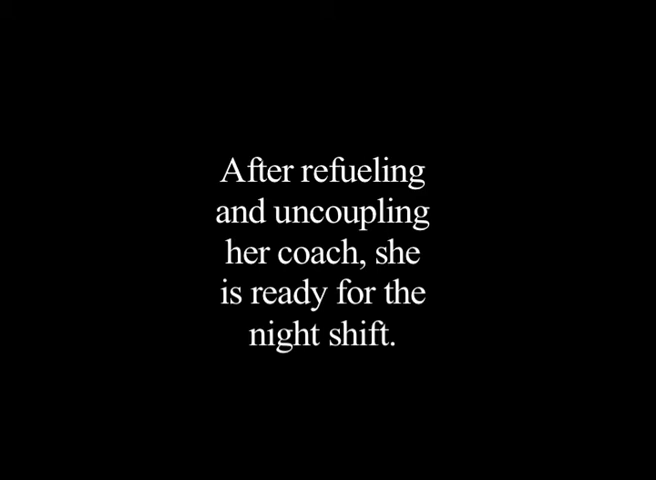 After refueling
and uncoupling
her coach, she
is ready for the
night shift.